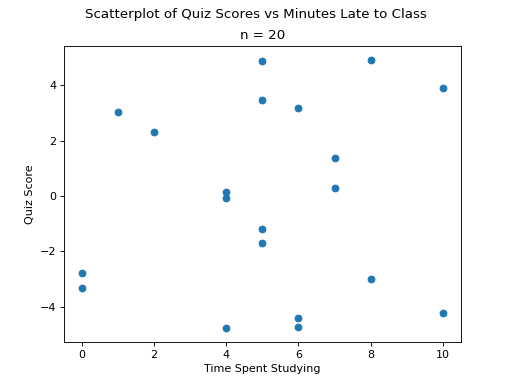 Scatterplot of Quiz Scores vs Minutes Late to Class
n = 20
4
2
0
−2
−4
Quiz Score
0 2 4 6 8 10
Time Spent Studying